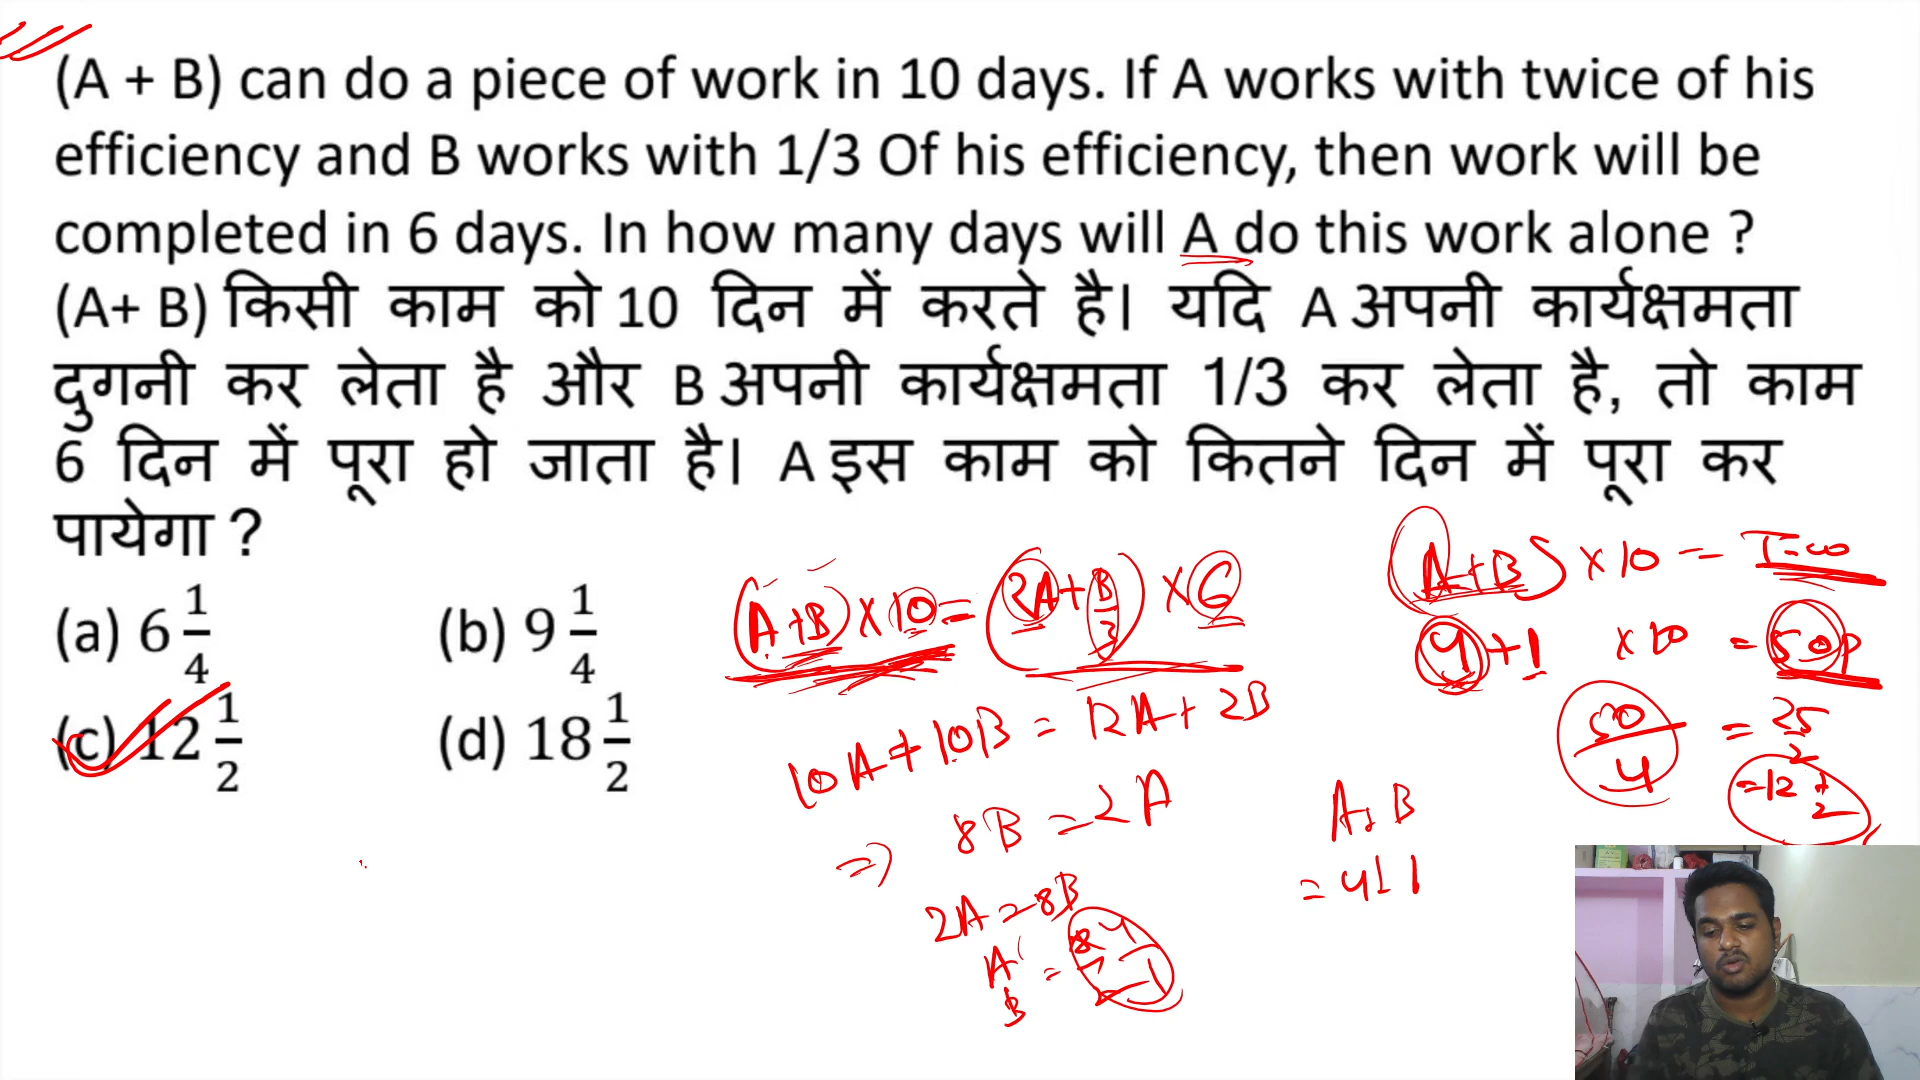 (A + B) can do a piece of work in 10 days. If A works with twice of his
efficiency and B works with 1/3 Of his efficiency, then work will be
completed in 6 days. In how many days will A do this work alone ?
(A+ B) किसी काम को 10 दिन में करते है। यदि A अपनी कार्यक्षमता
दुगनी कर लेता है और B अपनी कार्यक्षमता 1/3 कर लेता है, तो काम
6 दिन में पूरा हो जाता है। A इस काम को कितने दिन में पूरा कर
पायेगा ?
(a) 6 1/4 (b) 9 1/4
(c) 12 1/2 (d) 18 1/2
(A+B) × 10 = (2A + B/3) × 6
10A + 10B = 12A + 2B
⇒ 8B = 2A
2A = 8B
A/B = 8/2 4/1
(A+B) × 10 =
4+1 × 10 = 50
50/4 = 25/2
= 12 1/2
A : B
= 4 : 1